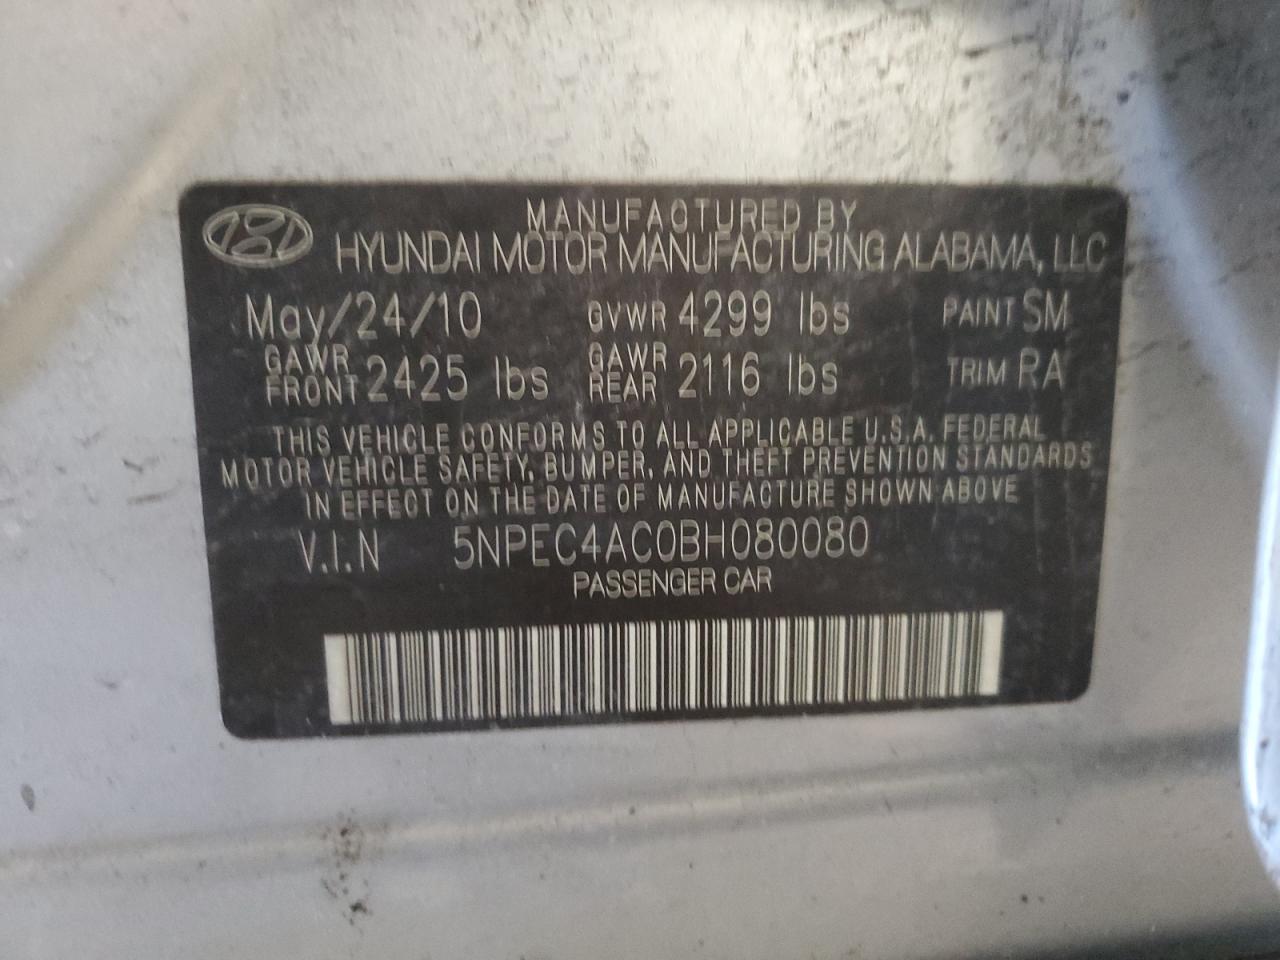 MANUFACTURED BY
HYUNDAI MOTOR MANUFACTURING ALABAMA, LLC
May/24/10 GVWR 4299 lbs PAINT SM
GAWR FRONT 2425 lbs GAWR REAR 2116 lbs TRIM RA
THIS VEHICLE CONFORMS TO ALL APPLICABLE U.S.A. FEDERAL
MOTOR VEHICLE SAFETY, BUMPER, AND THEFT PREVENTION STANDARDS
IN EFFECT ON THE DATE OF MANUFACTURE SHOWN ABOVE
V.I.N 5NPEC4AC0BH080080
PASSENGER CAR